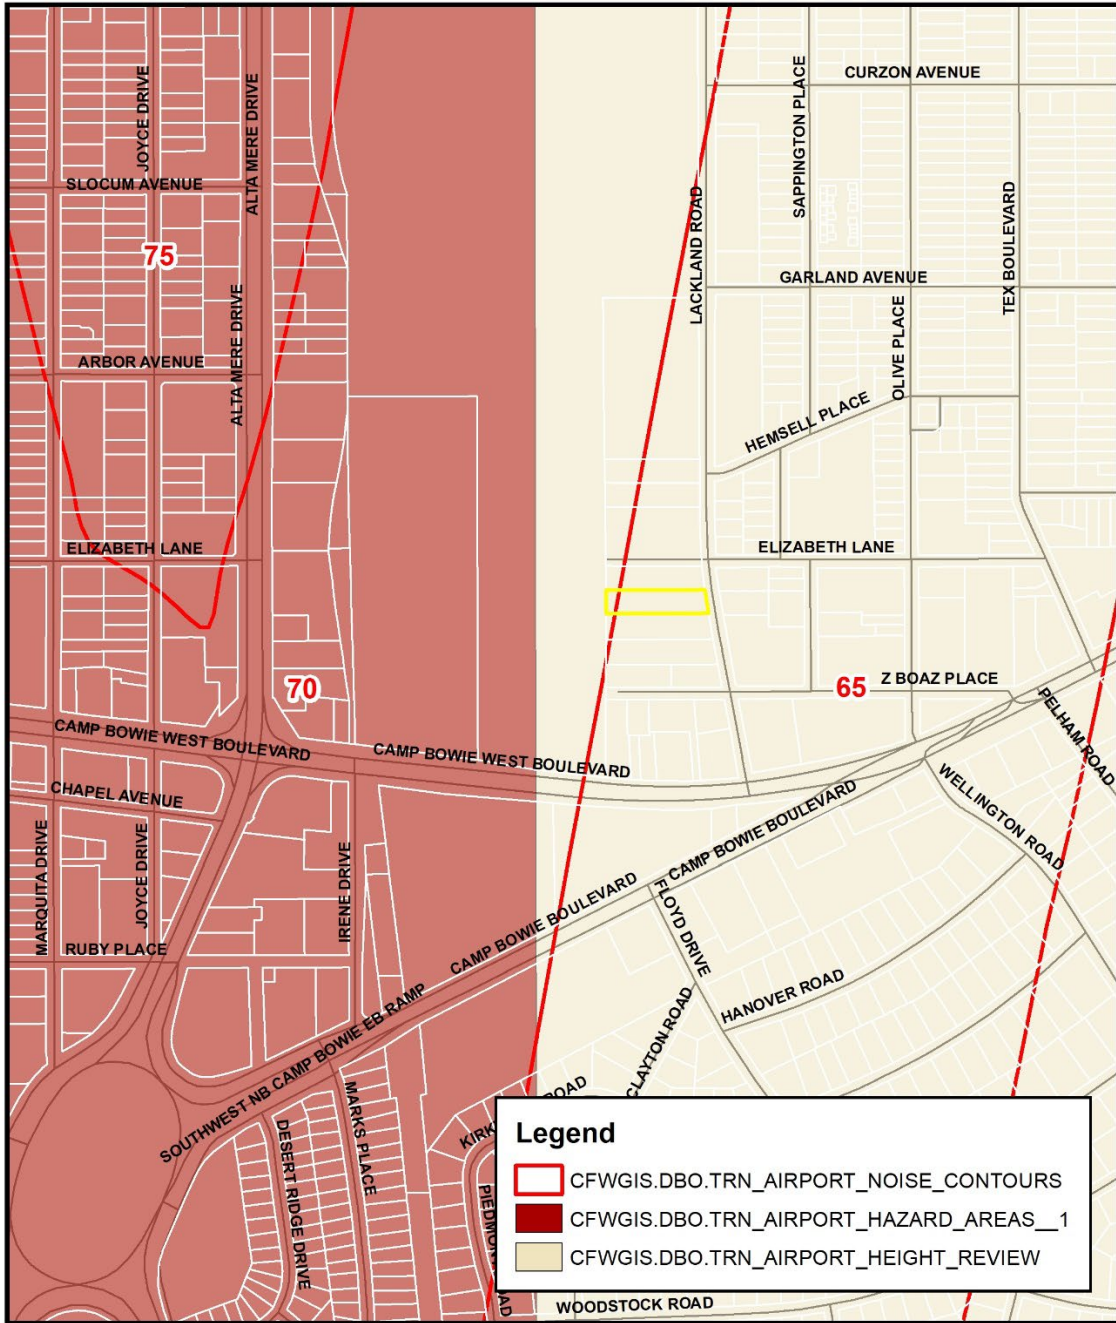 CURZON AVENUE
SAPPINGTON PLACE
JOYCE DRIVE
ALTA MERE DRIVE
SLOCUM AVENUE
LACKLAND ROAD
TEX BOULEVARD
75
GARLAND AVENUE
OLIVE PLACE
ALTA MERE DRIVE
ARBOR AVENUE
HEMSELL PLACE
ELIZABETH LANE
ELIZABETH LANE
70
65
Z BOAZ PLACE
PELHAM ROAD
CAMP BOWIE WEST BOULEVARD
CAMP BOWIE WEST BOULEVARD
WELLINGTON ROAD
CHAPEL AVENUE
CAMP BOWIE BOULEVARD
MARQUITA DRIVE
JOYCE DRIVE
IRENE DRIVE
CAMP BOWIE BOULEVARD
FLOYD DRIVE
RUBY PLACE
HANOVER ROAD
SOUTHWEST NB CAMP BOWIE EB RAMP
CLAYTON ROAD
MARKS PLACE
DESERT RIDGE DRIVE
ROAD
Legend
CFWGIS.DBO.TRN_AIRPORT_NOISE_CONTOURS
CFWGIS.DBO.TRN_AIRPORT_HAZARD_AREAS__1
CFWGIS.DBO.TRN_AIRPORT_HEIGHT_REVIEW
WOODSTOCK ROAD